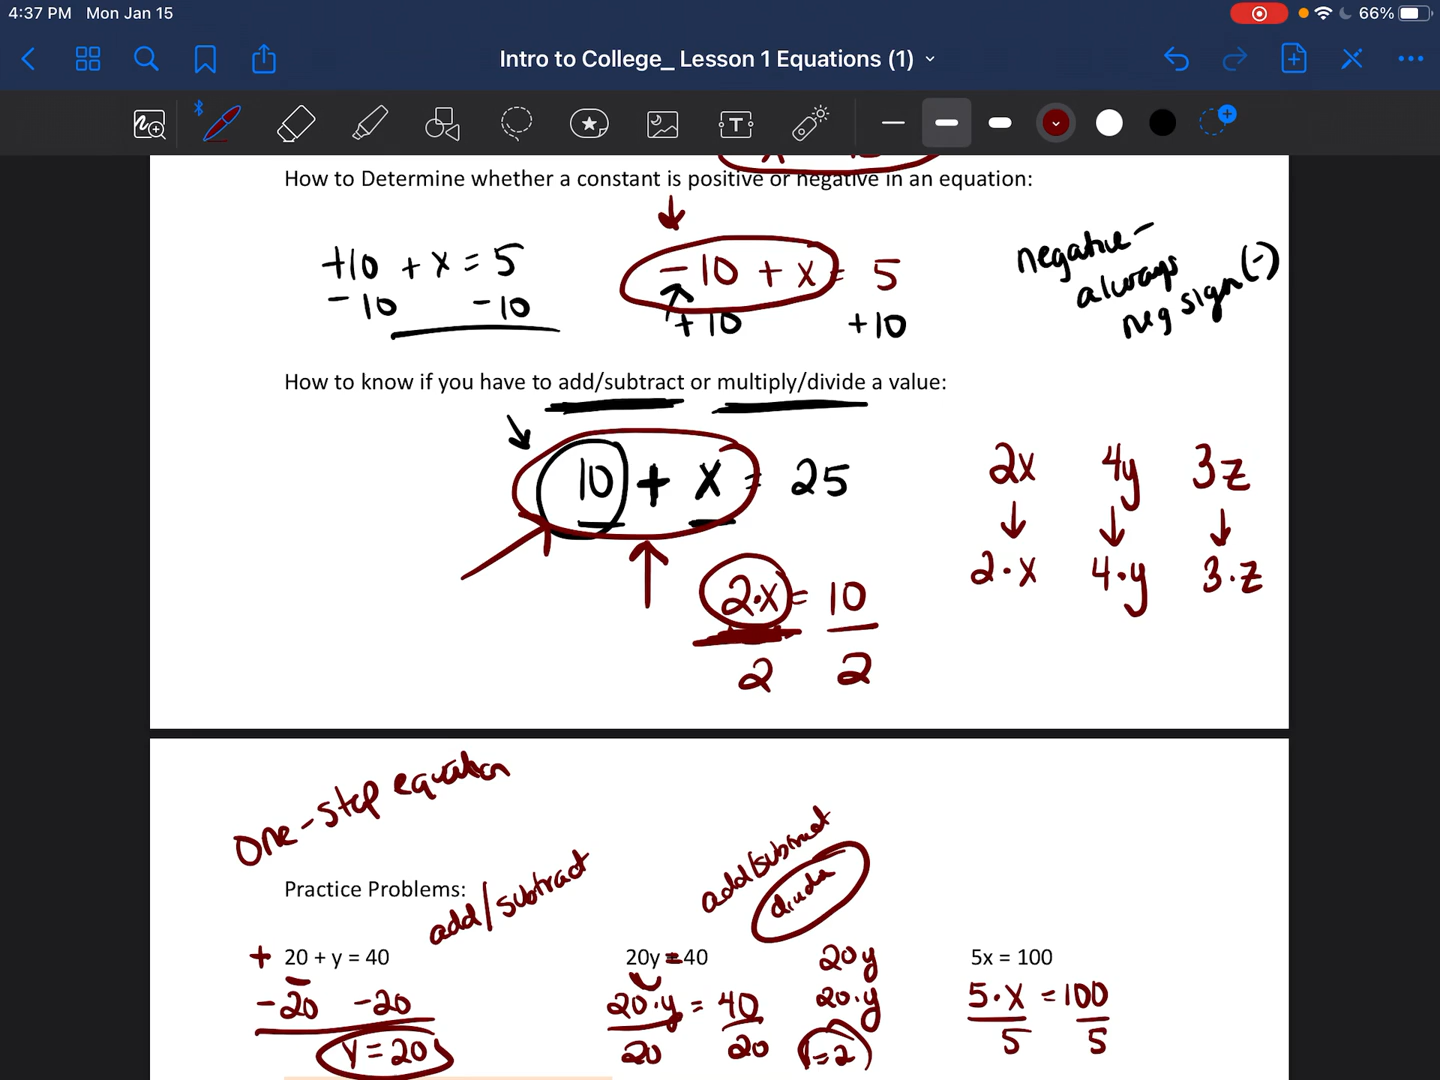 4:37 PM Mon Jan 15
66%
Intro to College_ Lesson 1 Equations (1)
T
How to Determine whether a constant is positive or negative in an equation:
+10 + x = 5
-10 -10
-10 + x = 5
+10 +10
negative -
always
neg sign (-)
How to know if you have to add/subtract or multiply/divide a value:
10 + x = 25
2x 4y 3z
2·x 4·y 3·z
2·x = 10
2 2
One-step equation
Practice Problems:
add/subtract
add/subtract
divide
+ 20 + y = 40
-20 -20
y = 20
20y = 40
20·y = 40
20 20
20y
20·y
=2
5x = 100
5·x = 100
5 5